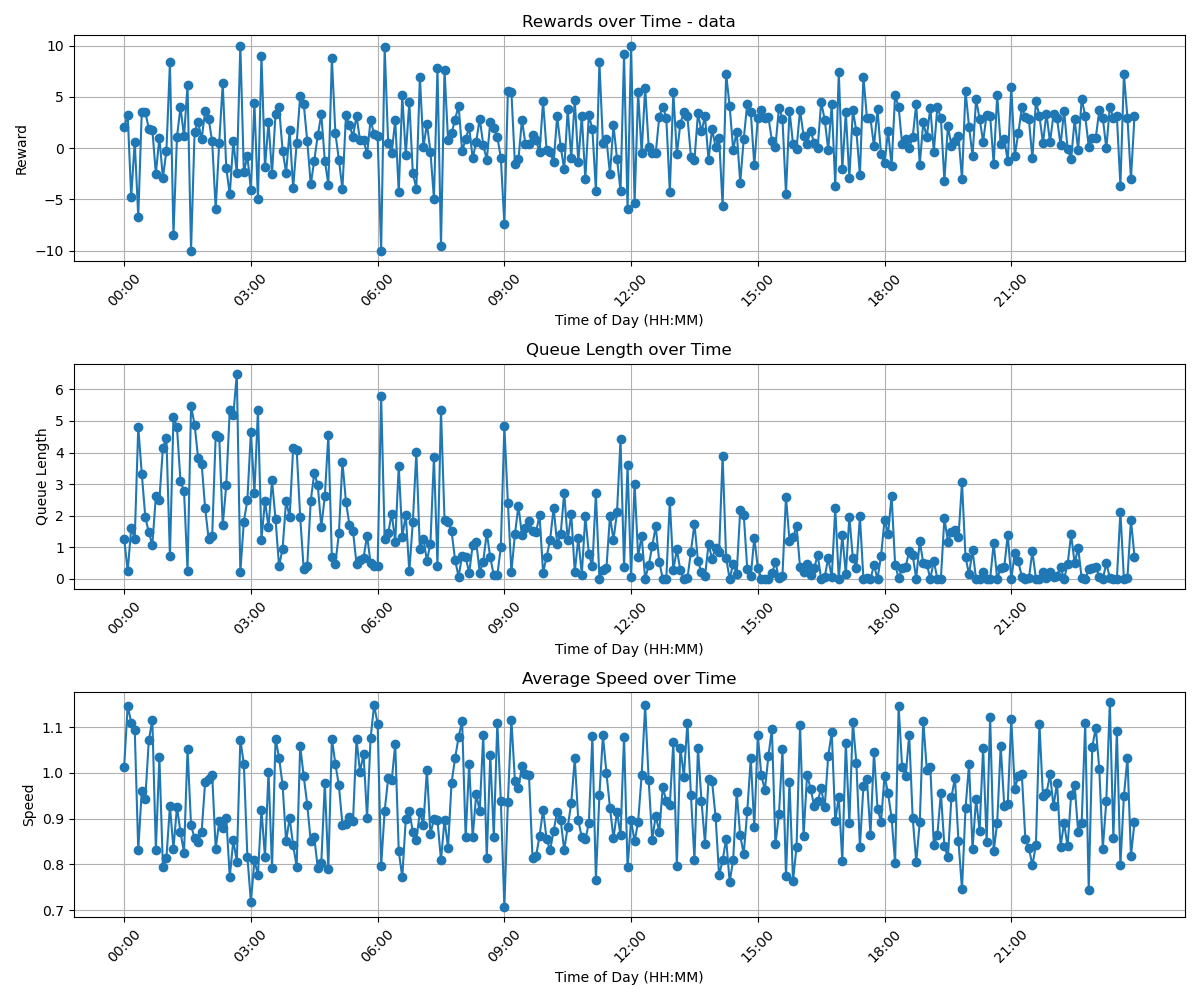 Rewards over Time - data
Reward
10
5
0
−5
−10
00:00 03:00 06:00 09:00 12:00 15:00 18:00 21:00
Time of Day (HH:MM)
Queue Length over Time
Queue Length
6
5
4
3
2
1
0
00:00 03:00 06:00 09:00 12:00 15:00 18:00 21:00
Time of Day (HH:MM)
Average Speed over Time
Speed
1.1
1.0
0.9
0.8
0.7
00:00 03:00 06:00 09:00 12:00 15:00 18:00 21:00
Time of Day (HH:MM)